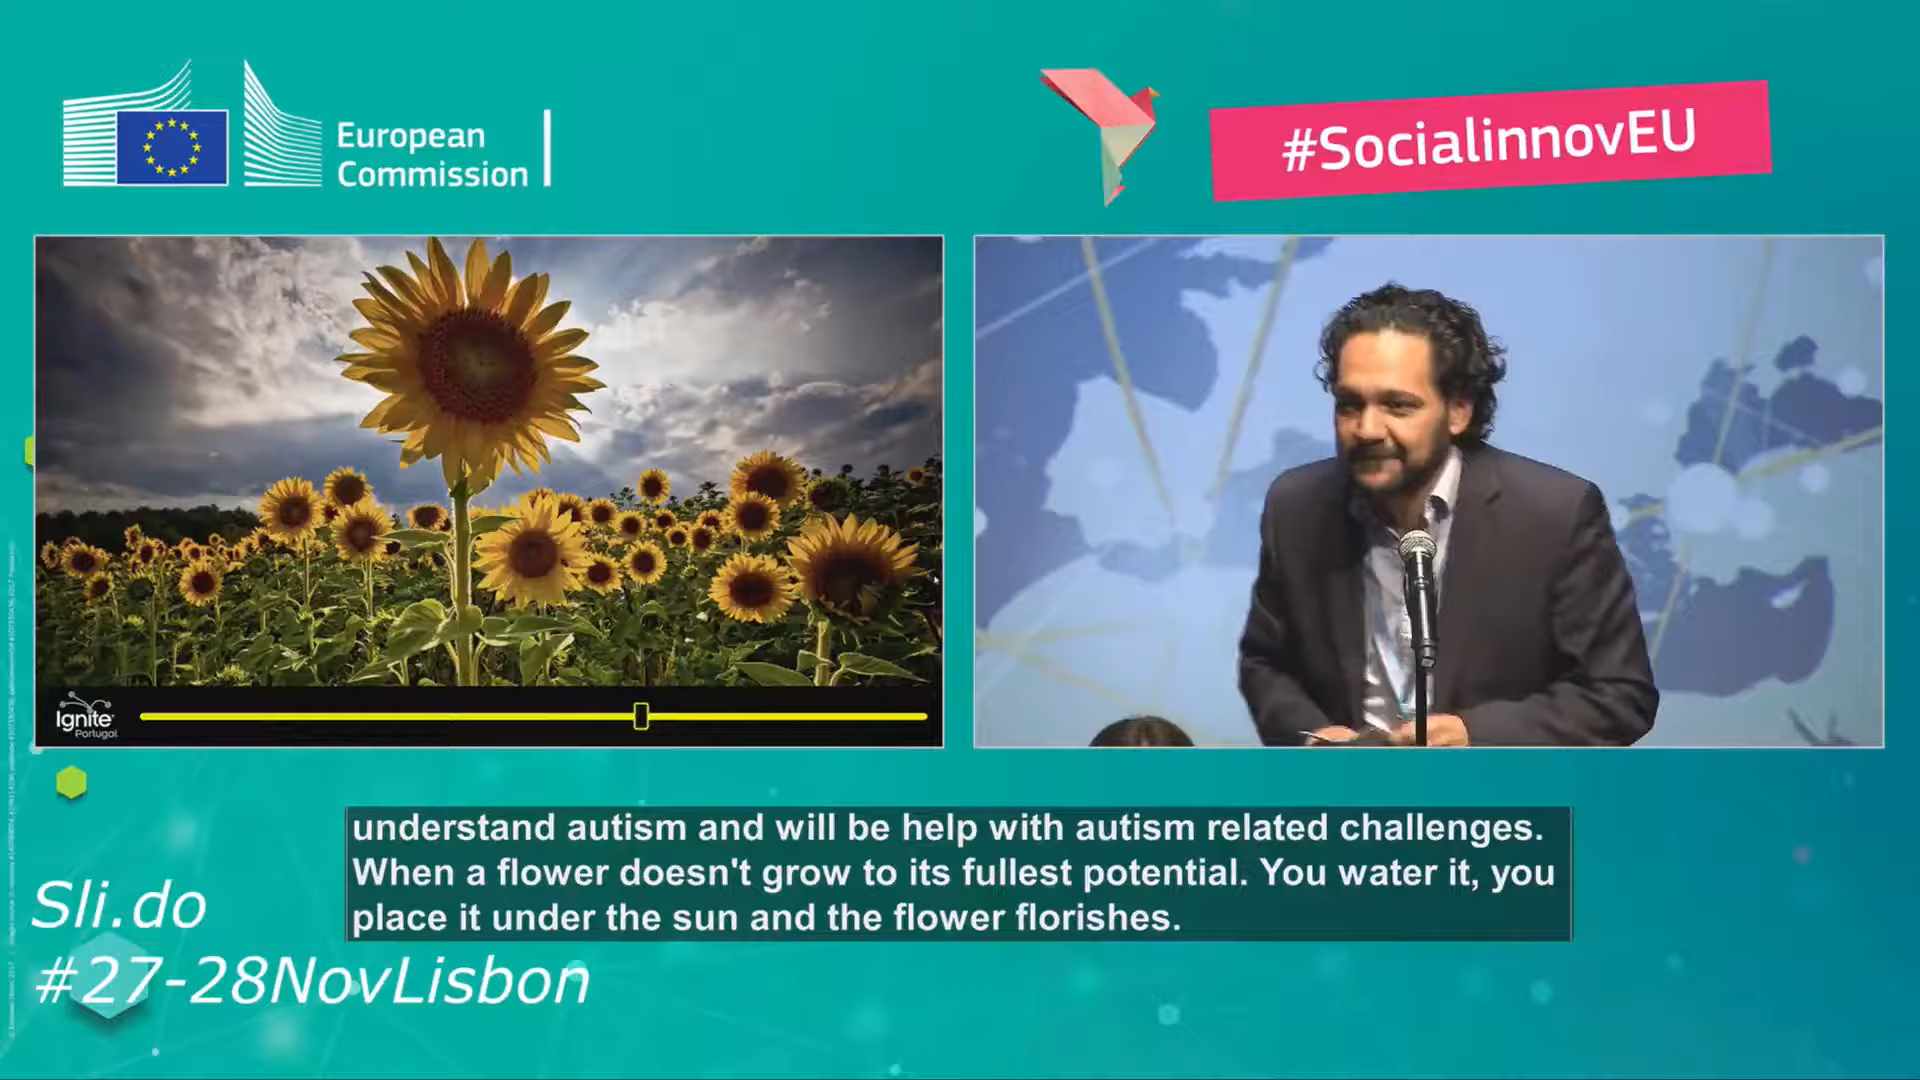 European
Commission
#SocialinnovEU
Ignite
Portugal
understand autism and will be help with autism related challenges.
When a flower doesn't grow to its fullest potential. You water it, you
place it under the sun and the flower florishes.
Sli.do
#27-28NovLisbon